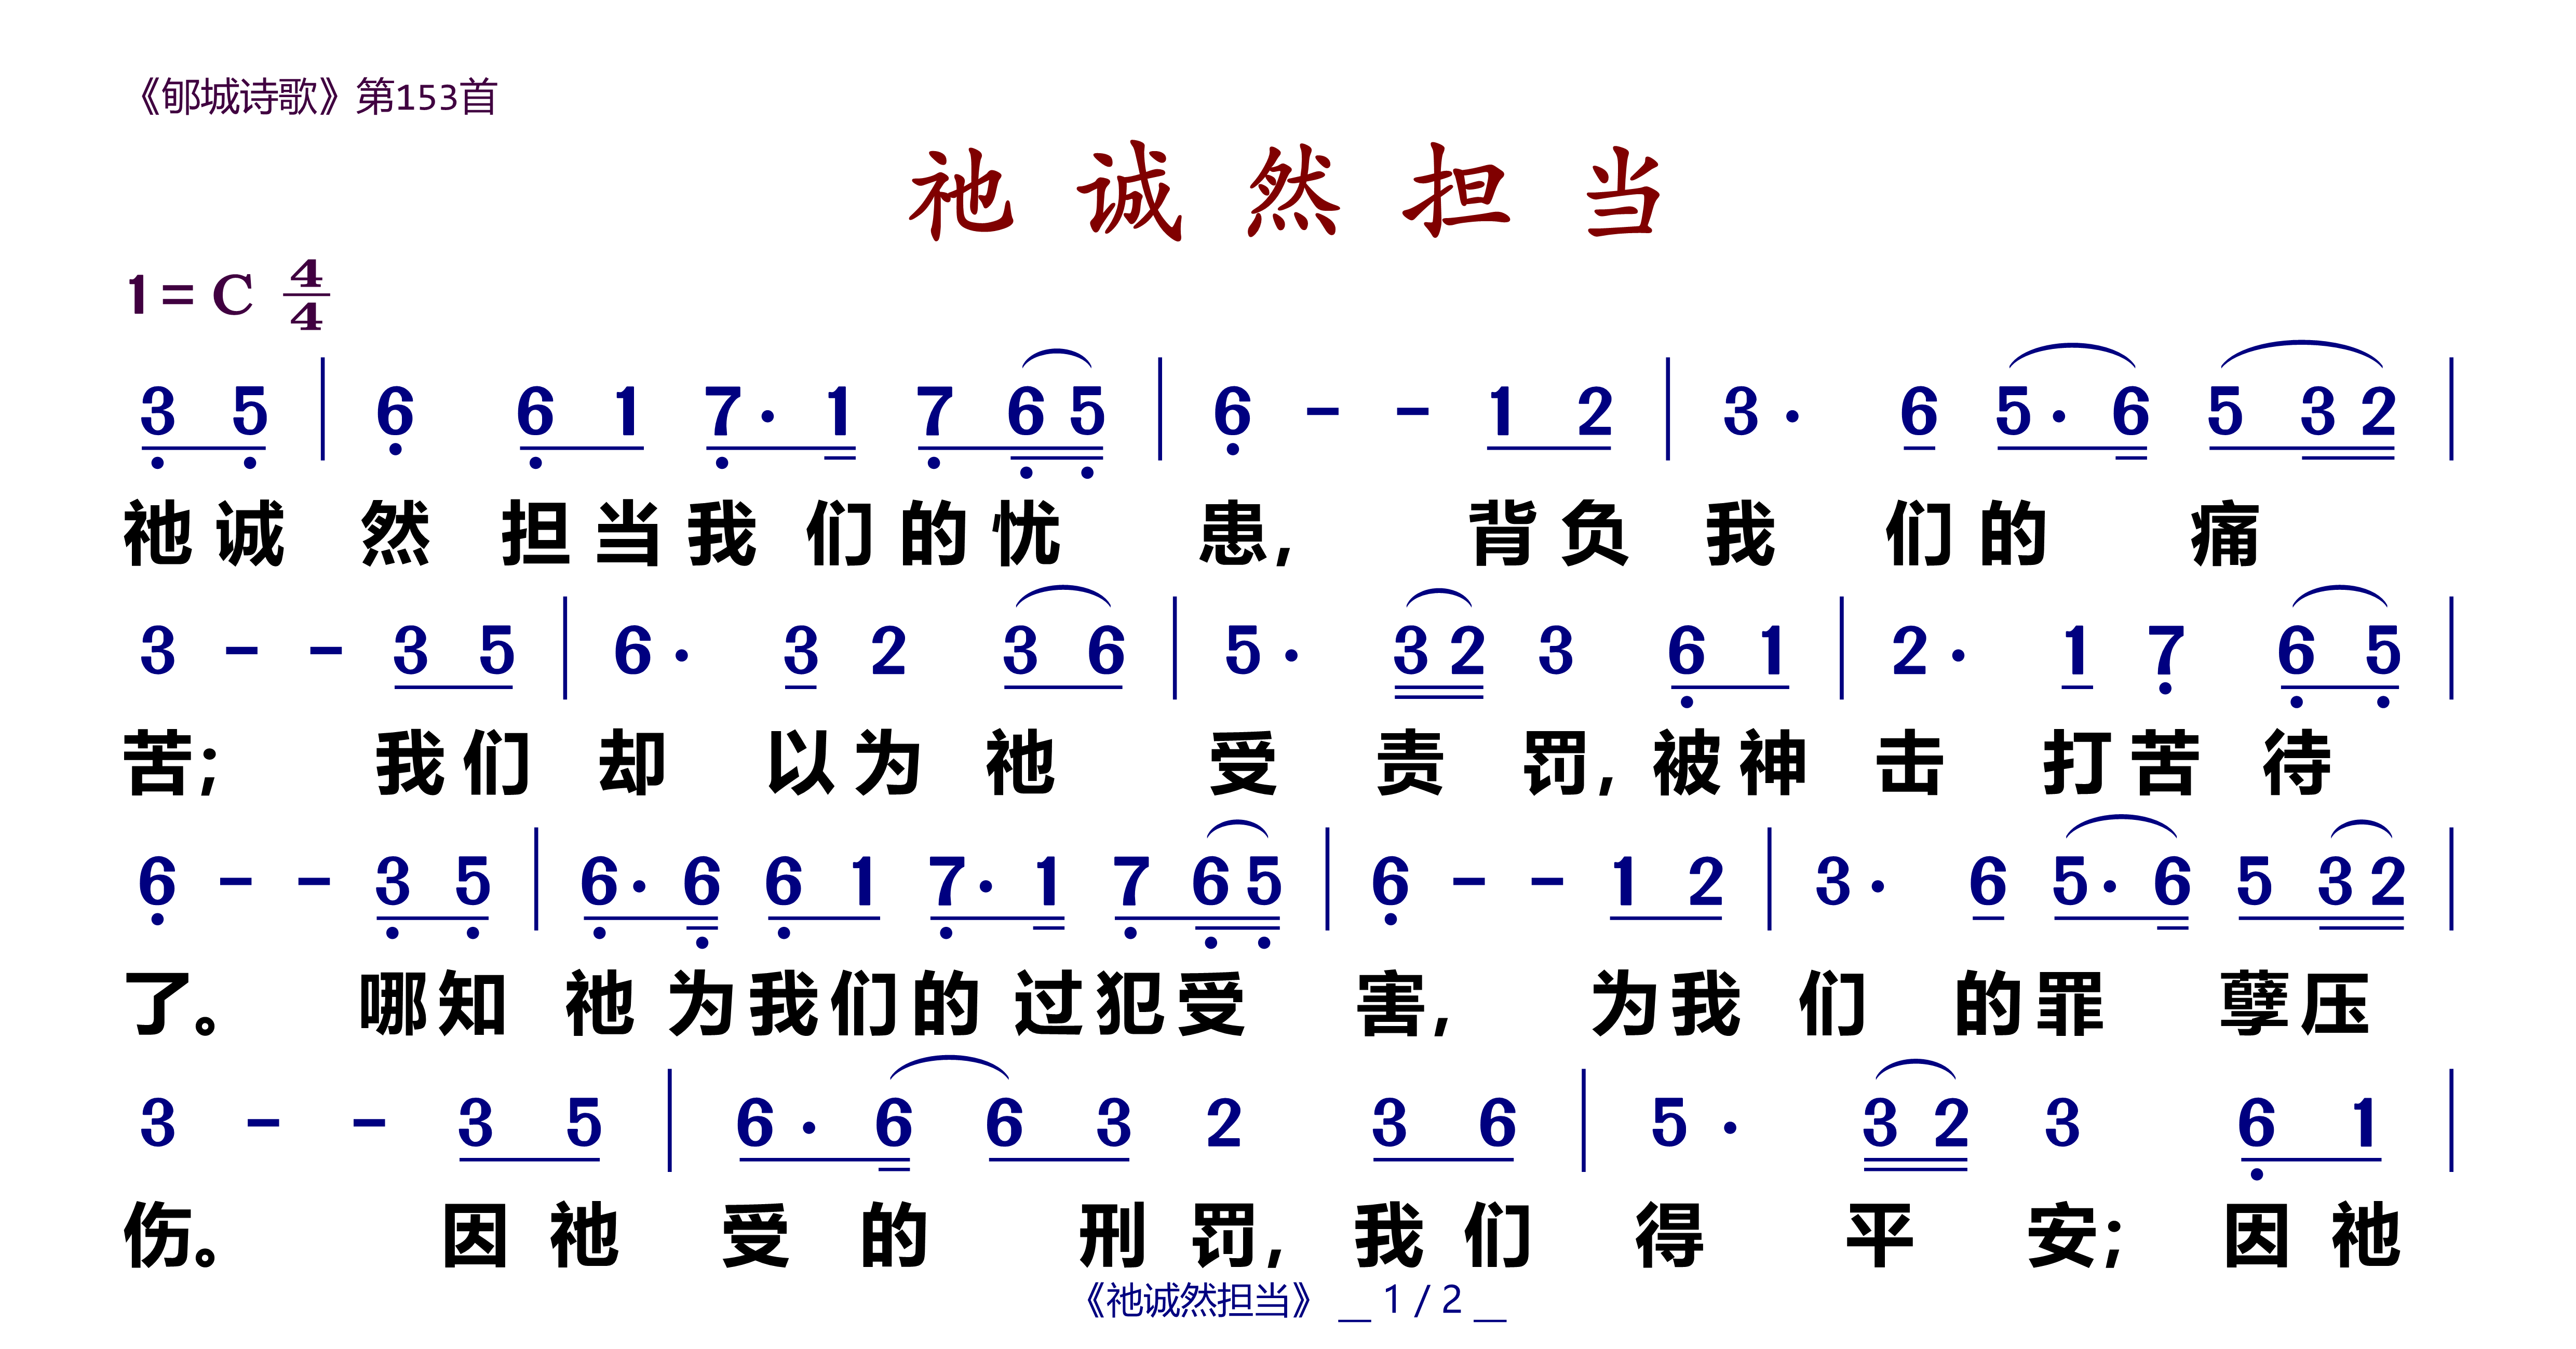 《郇城诗歌》第153首
祂诚然担当
1=C 4/4
3 5 | 6 6 1 7· 1 7 6 5 | 6 - - 1 2 | 3· 6 5· 6 5 3 2 |
祂诚然担当我们的忧患,背负我们的痛
3 - - 3 5 | 6· 3 2 3 6 | 5· 3 2 3 6 1 | 2· 1 7 6 5 |
苦;我们却以为祂受责罚,被神击打苦待
6 - - 3 5 | 6· 6 6 1 7· 1 7 6 5 | 6 - - 1 2 | 3· 6 5· 6 5 3 2 |
了。哪知祂为我们的过犯受害,为我们的罪孽压
3 - - 3 5 | 6· 6 6 3 2 3 6 | 5· 3 2 3 6 1 |
伤。因祂受的刑罚,我们得平安;因祂
《祂诚然担当》__ 1 / 2 __